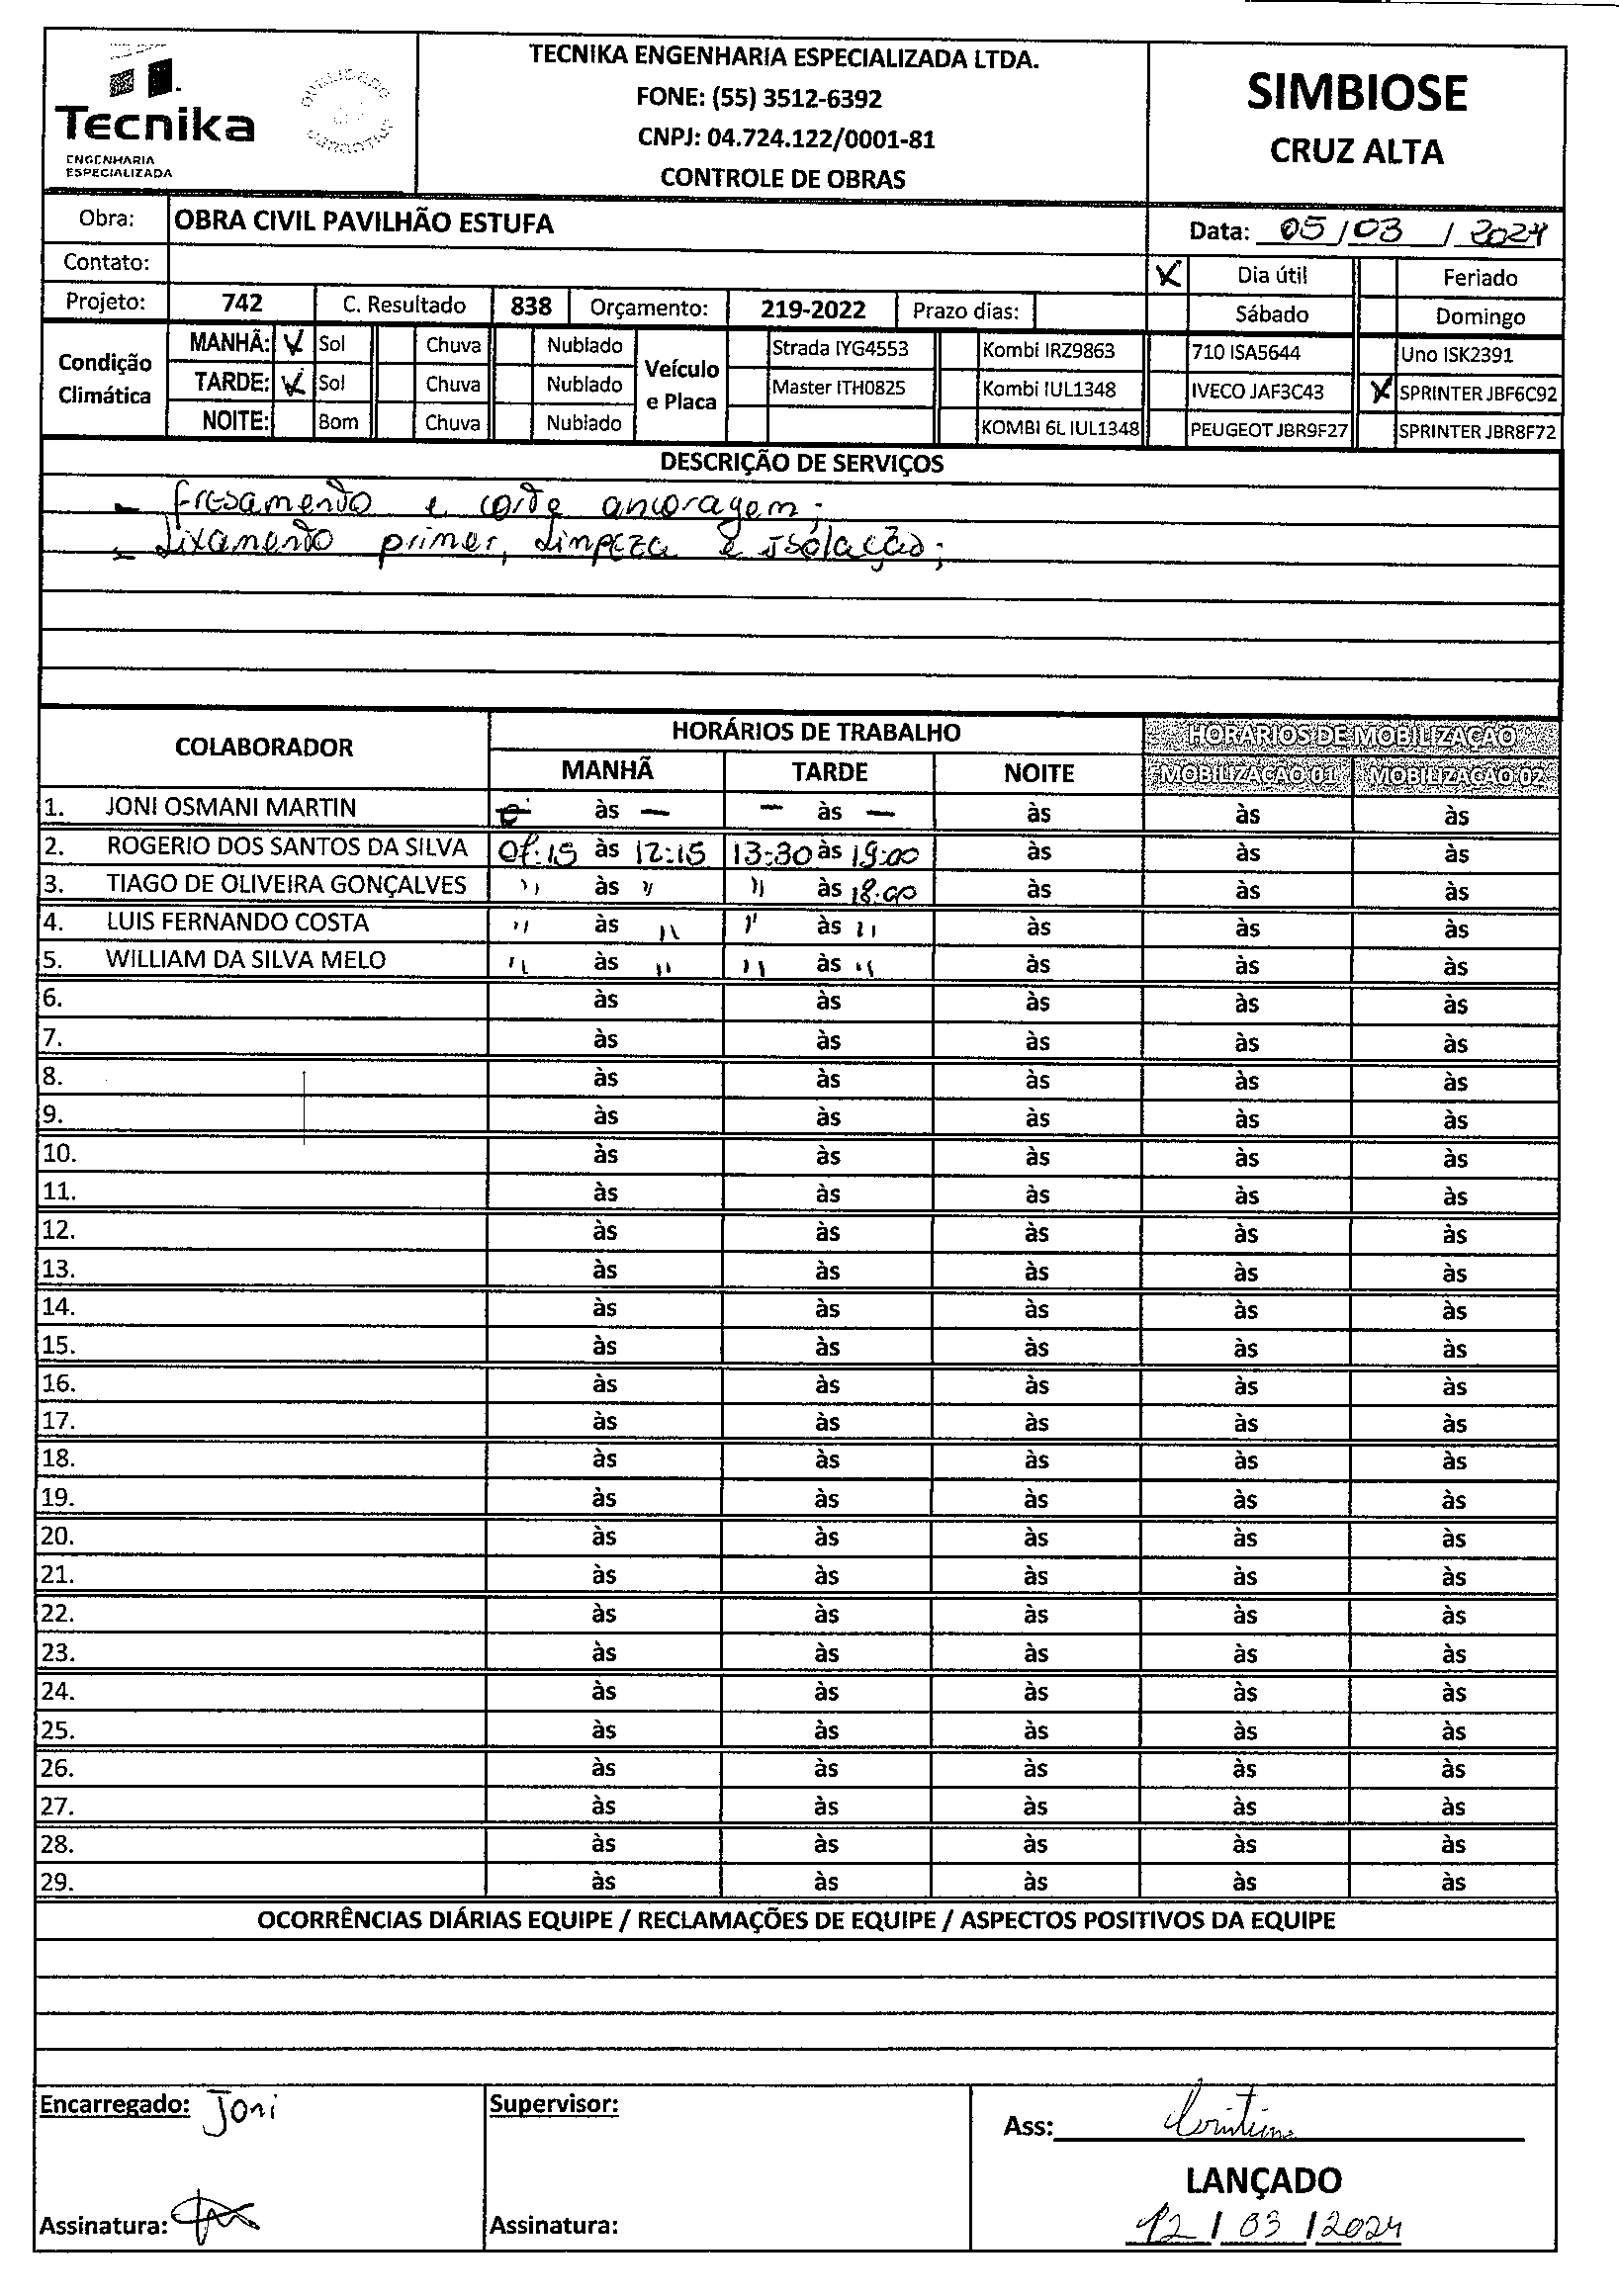 Tecnika
ENGENHARIA
ESPECIALIZADA
TECNIKA ENGENHARIA ESPECIALIZADA LTDA.
FONE: (55) 3512-6392
CNPJ: 04.724.122/0001-81
CONTROLE DE OBRAS
SIMBIOSE
CRUZ ALTA
Obra: OBRA CIVIL PAVILHÃO ESTUFA
Data: 05/03/2024
Contato:
X Dia útil Feriado
Projeto: 742 C. Resultado 838 Orçamento: 219-2022 Prazo dias:
Sábado Domingo
Condição Climática
MANHÃ: V Sol Chuva Nublado
TARDE: V Sol Chuva Nublado
NOITE: Bom Chuva Nublado
Veículo e Placa
Strada IYG4553 Kombi IRZ9863 710 ISA5644 Uno ISK2391
Master ITH0825 Kombi IUL1348 IVECO JAF3C43 X SPRINTER JBF6C92
KOMBI 6L IUL1348 PEUGEOT JBR9F27 SPRINTER JBR8F72
DESCRIÇÃO DE SERVIÇOS
- fresamento e corte ancoragem;
- Lixamento primer, Limpeza e isolação;
COLABORADOR HORÁRIOS DE TRABALHO HORÁRIOS DE MOBILIZAÇÃO
MANHÃ TARDE NOITE MOBILIZAÇÃO 01 MOBILIZAÇÃO 02
1. JONI OSMANI MARTIN às — — às — às às às
2. ROGERIO DOS SANTOS DA SILVA 07:15 às 12:15 13:30 às 19:00 às às às
3. TIAGO DE OLIVEIRA GONÇALVES " às " " às 18:00 às às às
4. LUIS FERNANDO COSTA " às " " às " às às às
5. WILLIAM DA SILVA MELO " às " " às " às às às
6. às às às às às
7. às às às às às
8. às às às às às
9. às às às às às
10. às às às às às
11. às às às às às
12. às às às às às
13. às às às às às
14. às às às às às
15. às às às às às
16. às às às às às
17. às às às às às
18. às às às às às
19. às às às às às
20. às às às às às
21. às às às às às
22. às às às às às
23. às às às às às
24. às às às às às
25. às às às às às
26. às às às às às
27. às às às às às
28. às às às às às
29. às às às às às
OCORRÊNCIAS DIÁRIAS EQUIPE / RECLAMAÇÕES DE EQUIPE / ASPECTOS POSITIVOS DA EQUIPE
Encarregado: Joni
Supervisor:
Ass:
LANÇADO
Assinatura:
Assinatura:
12/03/2024